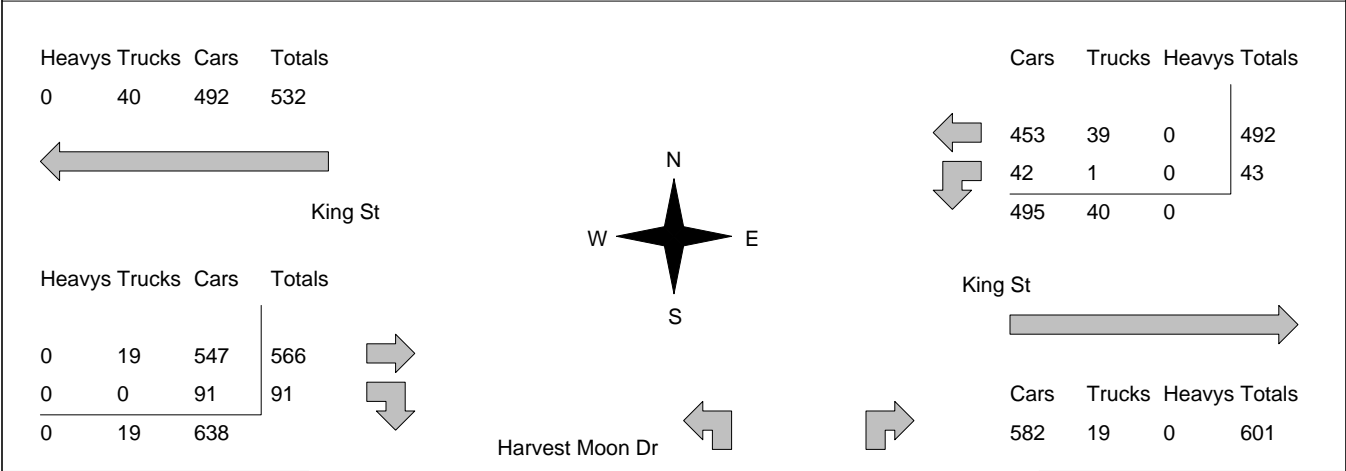 Heavys Trucks Cars Totals
0 40 492 532
King St
Cars Trucks Heavys Totals
453 39 0 492
42 1 0 43
495 40 0
N
W E
S
Heavys Trucks Cars Totals
0 19 547 566
0 0 91 91
0 19 638
Harvest Moon Dr
King St
Cars Trucks Heavys Totals
582 19 0 601